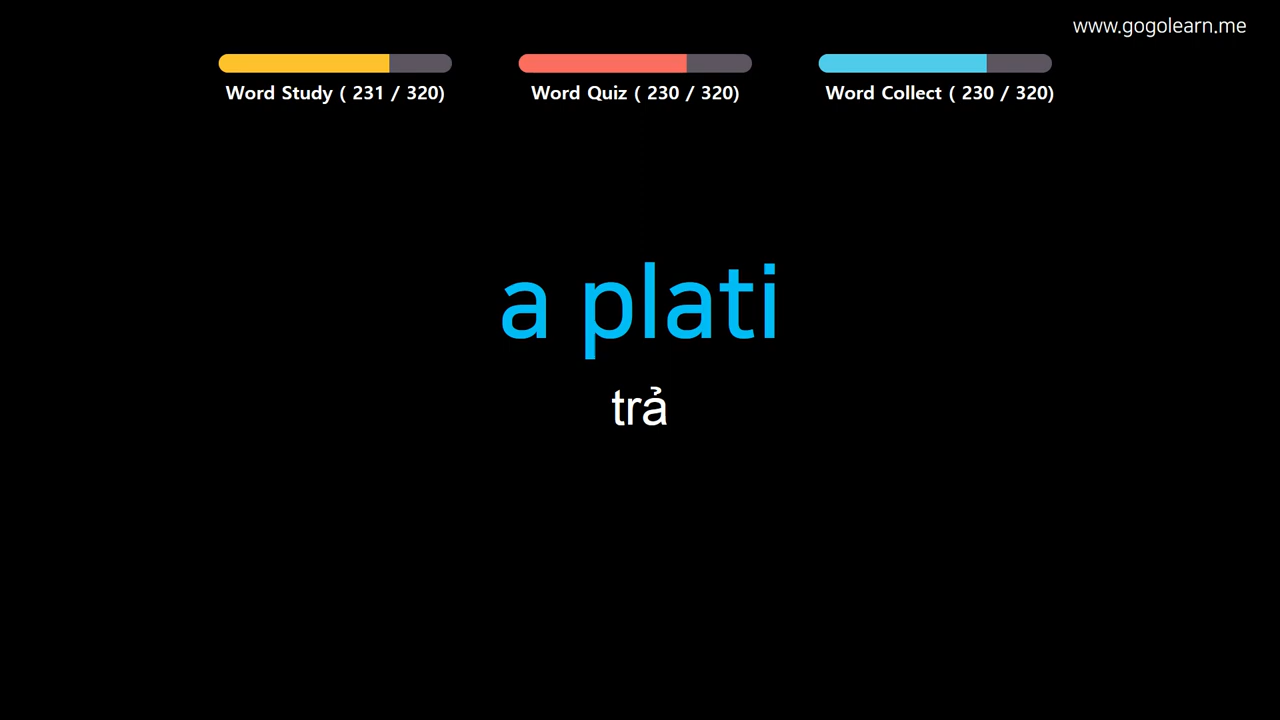 www.gogolearn.me
Word Study ( 231 / 320)
Word Quiz ( 230 / 320)
Word Collect ( 230 / 320)
a plati
trả